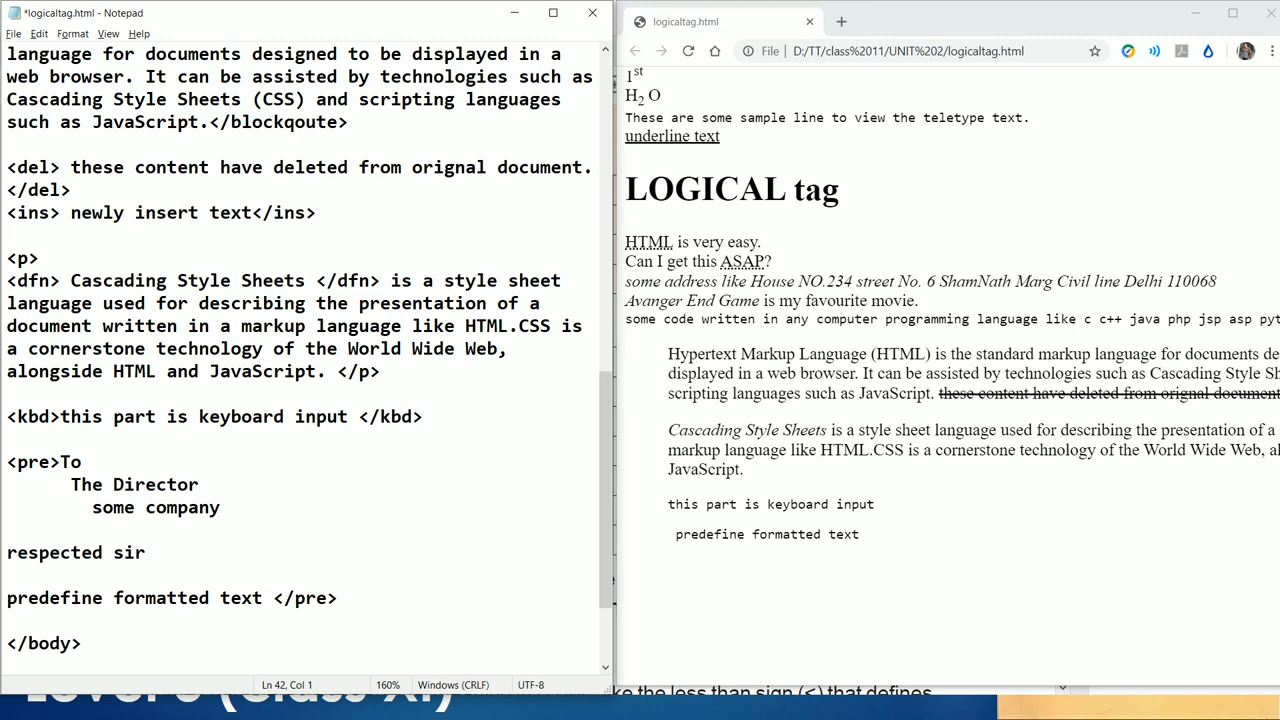 *logicaltag.html - Notepad
File Edit Format View Help
language for documents designed to be displayed in a
web browser. It can be assisted by technologies such as
Cascading Style Sheets (CSS) and scripting languages
such as JavaScript.</blockqoute>
<del> these content have deleted from orignal document.
</del>
<ins> newly insert text</ins>
<p>
<dfn> Cascading Style Sheets </dfn> is a style sheet
language used for describing the presentation of a
document written in a markup language like HTML.CSS is
a cornerstone technology of the World Wide Web,
alongside HTML and JavaScript. </p>
<kbd>this part is keyboard input </kbd>
<pre>To
The Director
some company
respected sir
predefine formatted text </pre>
</body>
Ln 42, Col 1 160% Windows (CRLF) UTF-8
logicaltag.html
File D:/TT/class%2011/UNIT%202/logicaltag.html
1st
H2 O
These are some sample line to view the teletype text.
underline text
LOGICAL tag
HTML is very easy.
Can I get this ASAP?
some address like House NO.234 street No. 6 ShamNath Marg Civil line Delhi 110068
Avanger End Game is my favourite movie.
some code written in any computer programming language like c c++ java php jsp asp
Hypertext Markup Language (HTML) is the standard markup language for documents
displayed in a web browser. It can be assisted by technologies such as Cascading Style
scripting languages such as JavaScript. these content have deleted from orignal document
Cascading Style Sheets is a style sheet language used for describing the presentation of a
markup language like HTML.CSS is a cornerstone technology of the World Wide Web,
JavaScript.
this part is keyboard input
predefine formatted text
the less than sign (<) that defines